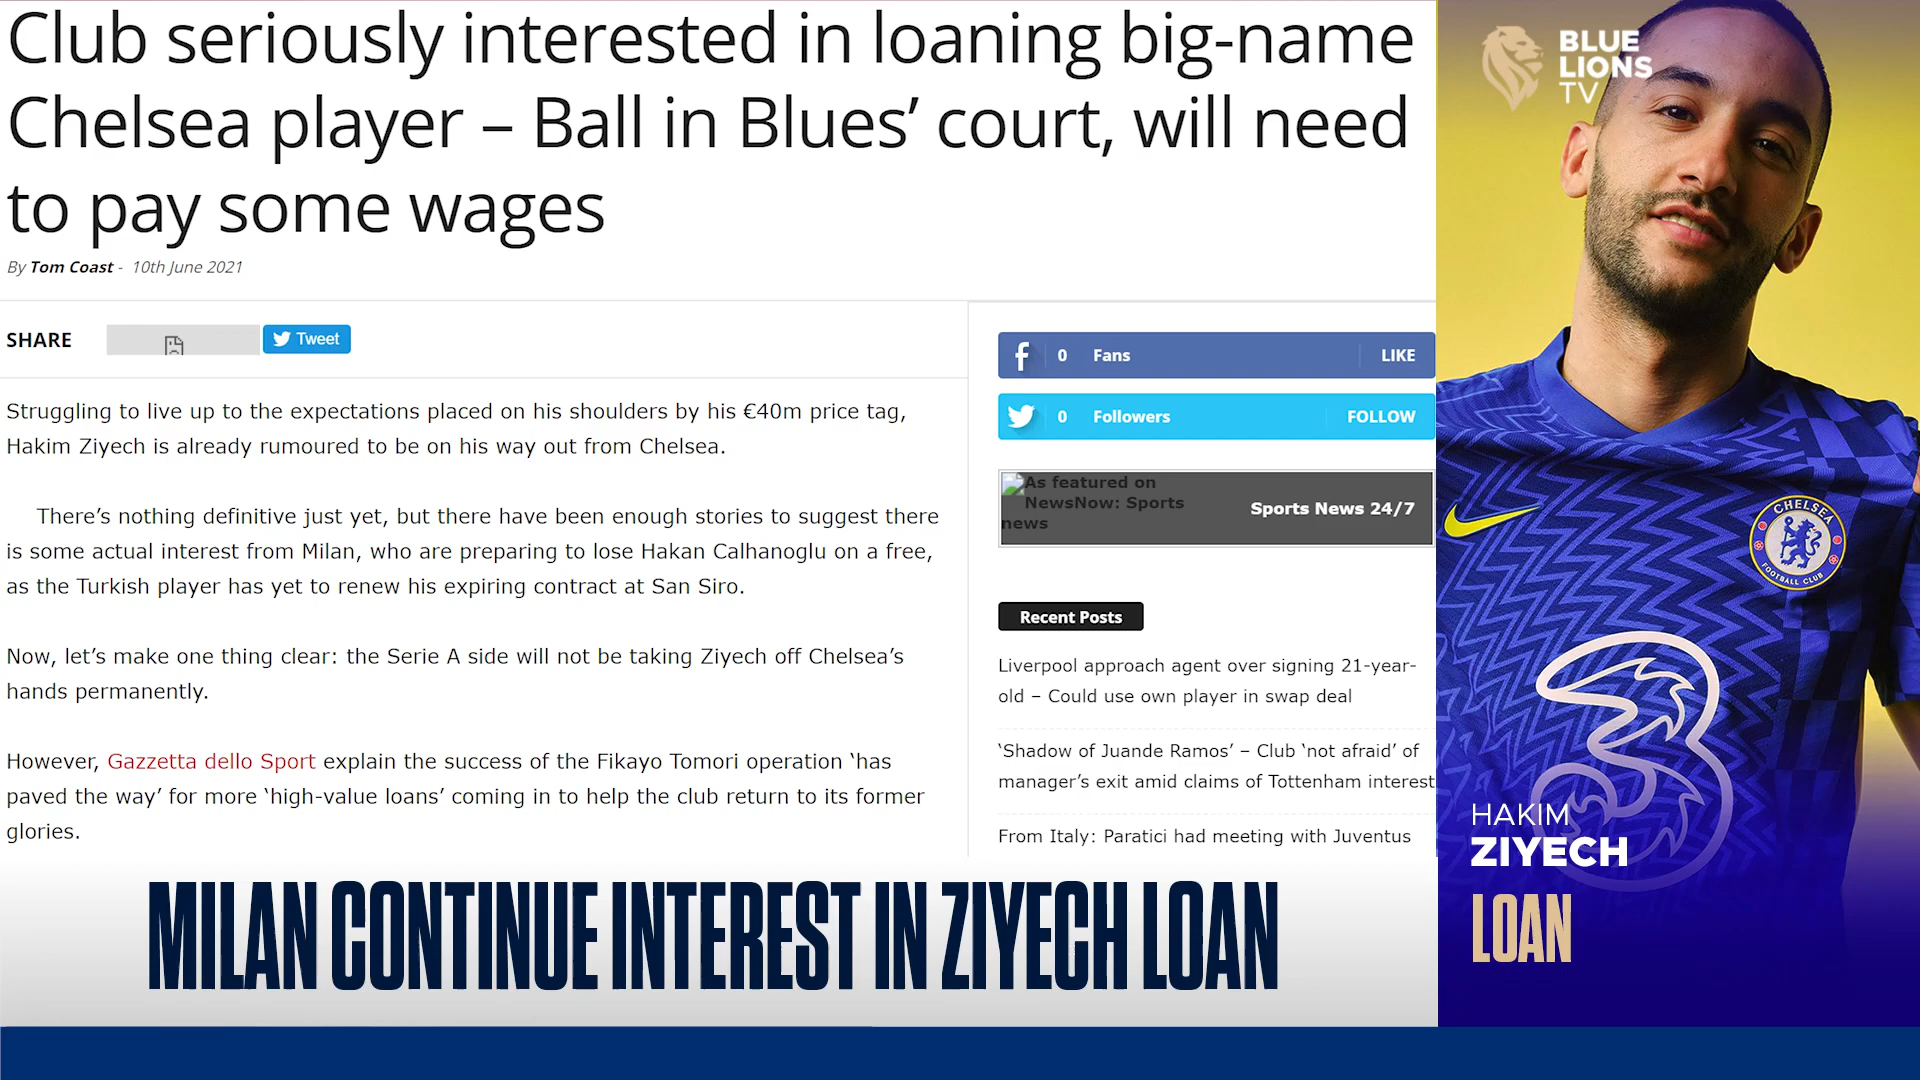 Club seriously interested in loaning big-name
Chelsea player – Ball in Blues’ court, will need
to pay some wages
By Tom Coast - 10th June 2021
SHARE
Tweet
Struggling to live up to the expectations placed on his shoulders by his €40m price tag,
Hakim Ziyech is already rumoured to be on his way out from Chelsea.
There’s nothing definitive just yet, but there have been enough stories to suggest there
is some actual interest from Milan, who are preparing to lose Hakan Calhanoglu on a free,
as the Turkish player has yet to renew his expiring contract at San Siro.
Now, let’s make one thing clear: the Serie A side will not be taking Ziyech off Chelsea’s
hands permanently.
However, Gazzetta dello Sport explain the success of the Fikayo Tomori operation ‘has
paved the way’ for more ‘high-value loans’ coming in to help the club return to its former
glories.
0 Fans LIKE
0 Followers FOLLOW
As featured on
NewsNow: Sports
news
Sports News 24/7
Recent Posts
Liverpool approach agent over signing 21-year-
old – Could use own player in swap deal
‘Shadow of Juande Ramos’ – Club ‘not afraid’ of
manager’s exit amid claims of Tottenham interest
From Italy: Paratici had meeting with Juventus
MILAN CONTINUE INTEREST IN ZIYECH LOAN
BLUE
LIONS
TV
CHELSEA
FOOTBALL CLUB
3
HAKIM
ZIYECH
LOAN